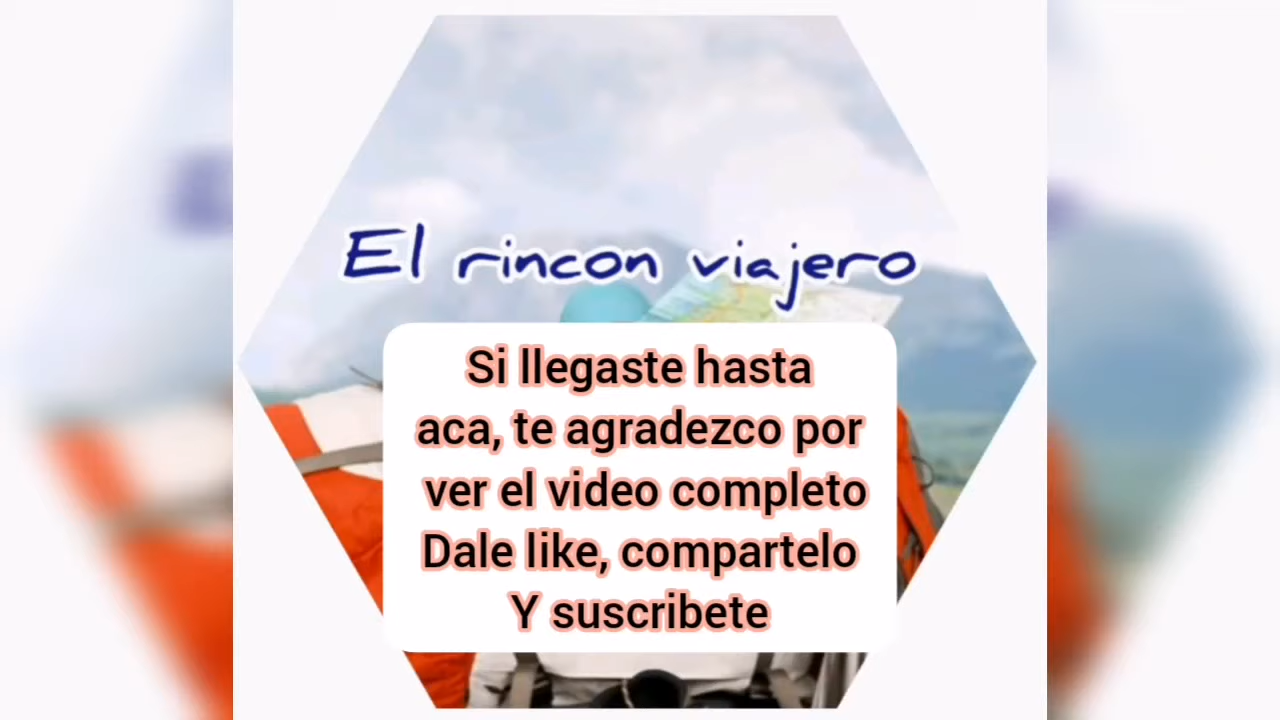 El rincon viajero
Si llegaste hasta
aca, te agradezco por
ver el video completo
Dale like, compartelo
Y suscribete